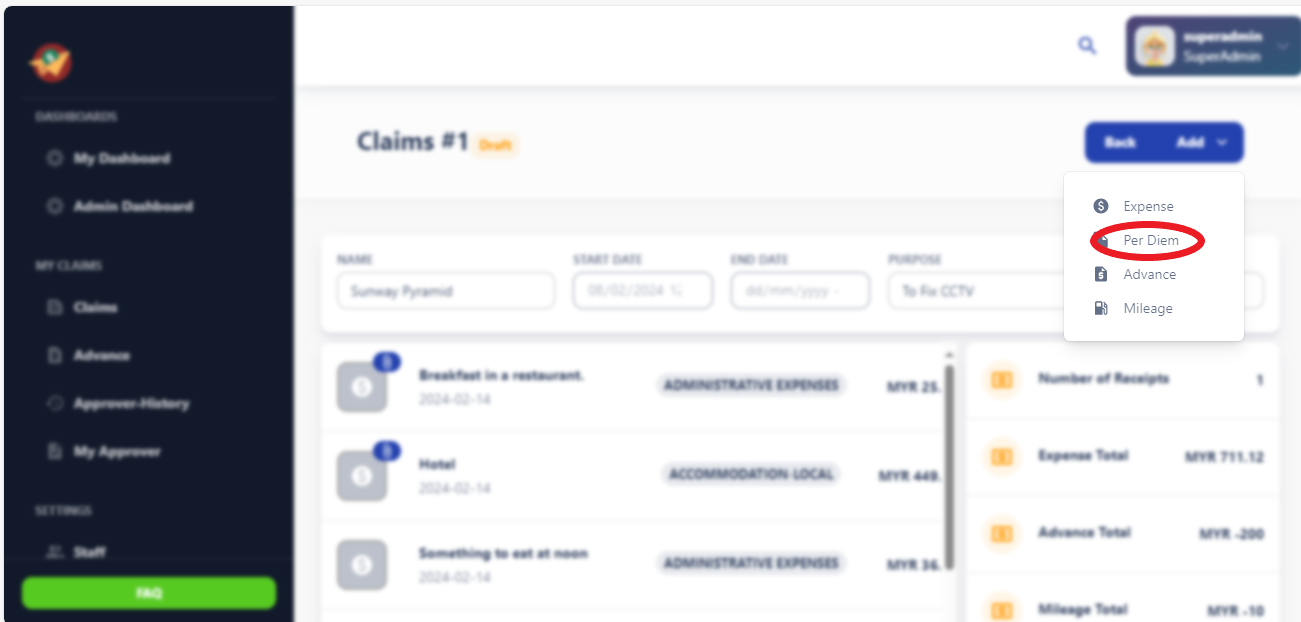 superadmin
SuperAdmin
DASHBOARDS
My Dashboard
Admin Dashboard
MY CLAIMS
Claims
Advance
Approver-History
My Approver
SETTINGS
Staff
FAQ
Claims #1 Draft
Back Add
Expense
Per Diem
Advance
Mileage
NAME START DATE END DATE PURPOSE
Sunway Pyramid 08/02/2024 dd/mm/yyyy - To Fix CCTV
Breakfast in a restaurant. ADMINISTRATIVE EXPENSES MYR 25.
2024-02-14
Hotel ACCOMMODATION-LOCAL MYR 449.
2024-02-14
Something to eat at noon ADMINISTRATIVE EXPENSES MYR 36.
2024-02-14
Number of Receipts 1
Expense Total MYR 711.12
Advance Total MYR -200
Mileage Total MYR -10